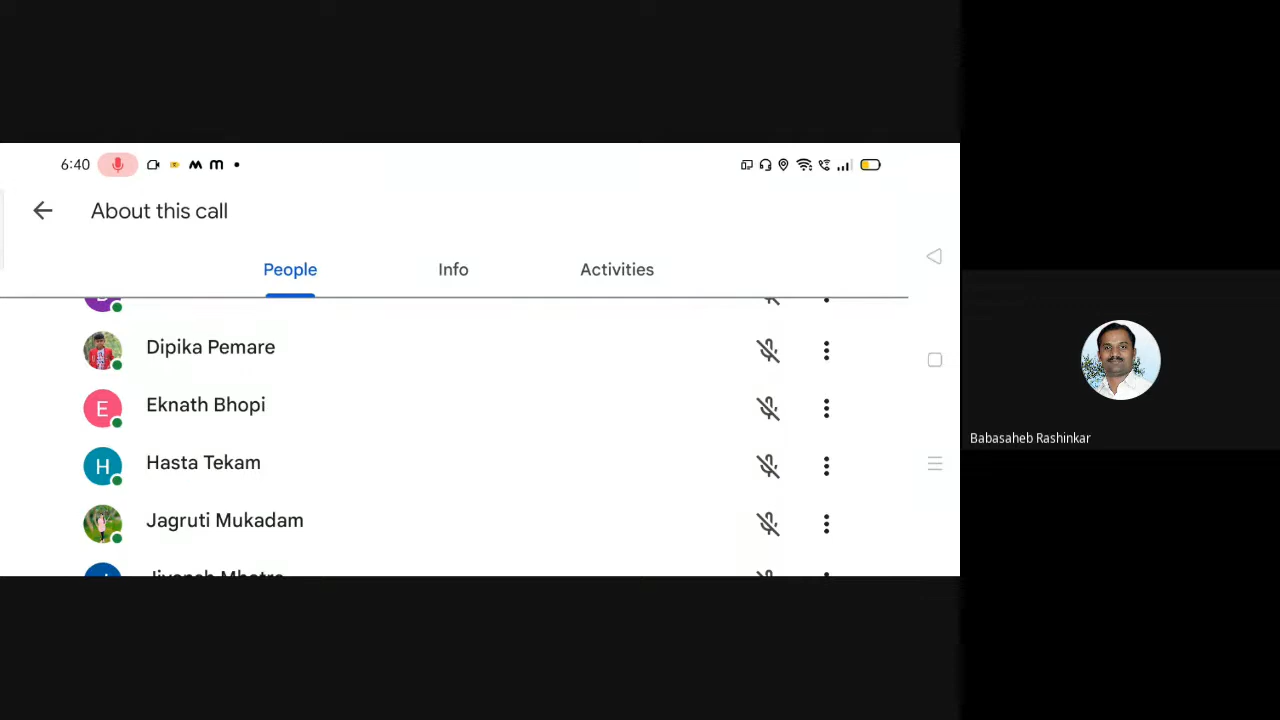 6:40
About this call
People
Info
Activities
Dipika Pemare
E
Eknath Bhopi
H
Hasta Tekam
Jagruti Mukadam
Babasaheb Rashinkar